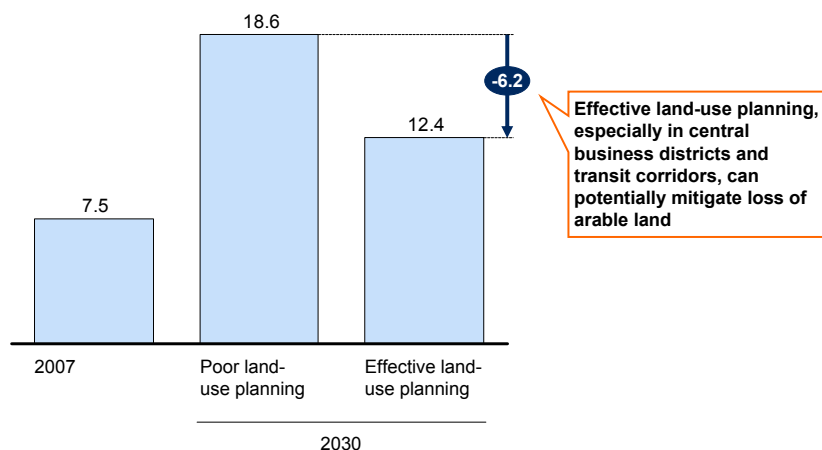 18.6
-6.2
12.4
7.5
Effective land-use planning,
especially in central
business districts and
transit corridors, can
potentially mitigate loss of
arable land
2007
Poor land-
use planning
Effective land-
use planning
2030